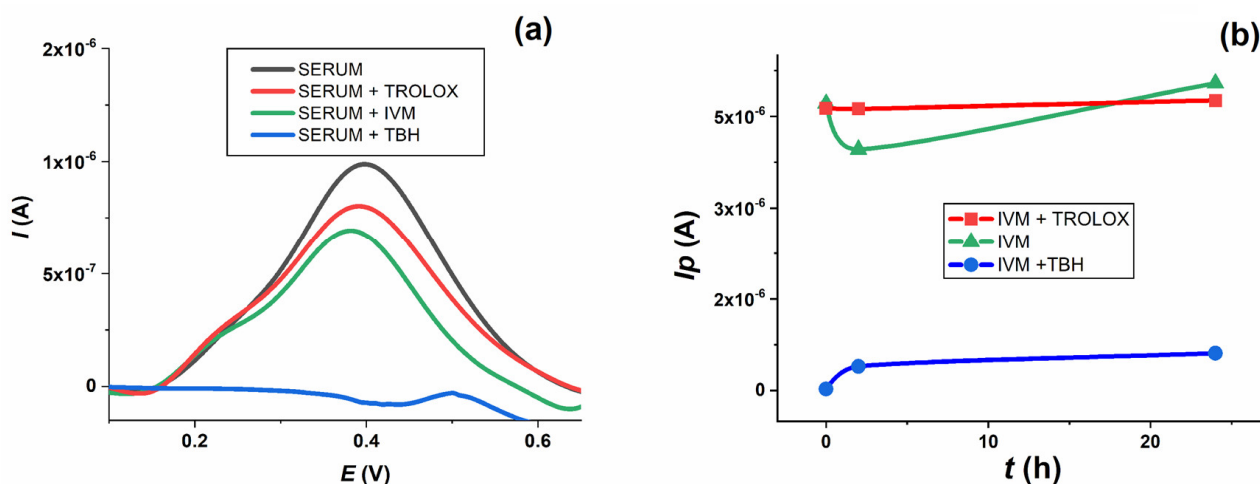 (a)
2x10⁻⁶
1x10⁻⁶
5x10⁻⁷
0
I (A)
SERUM
SERUM + TROLOX
SERUM + IVM
SERUM + TBH
0.2
0.4
0.6
E (V)
(b)
5x10⁻⁶
3x10⁻⁶
2x10⁻⁶
0
Ip (A)
IVM + TROLOX
IVM
IVM +TBH
0
10
20
t (h)